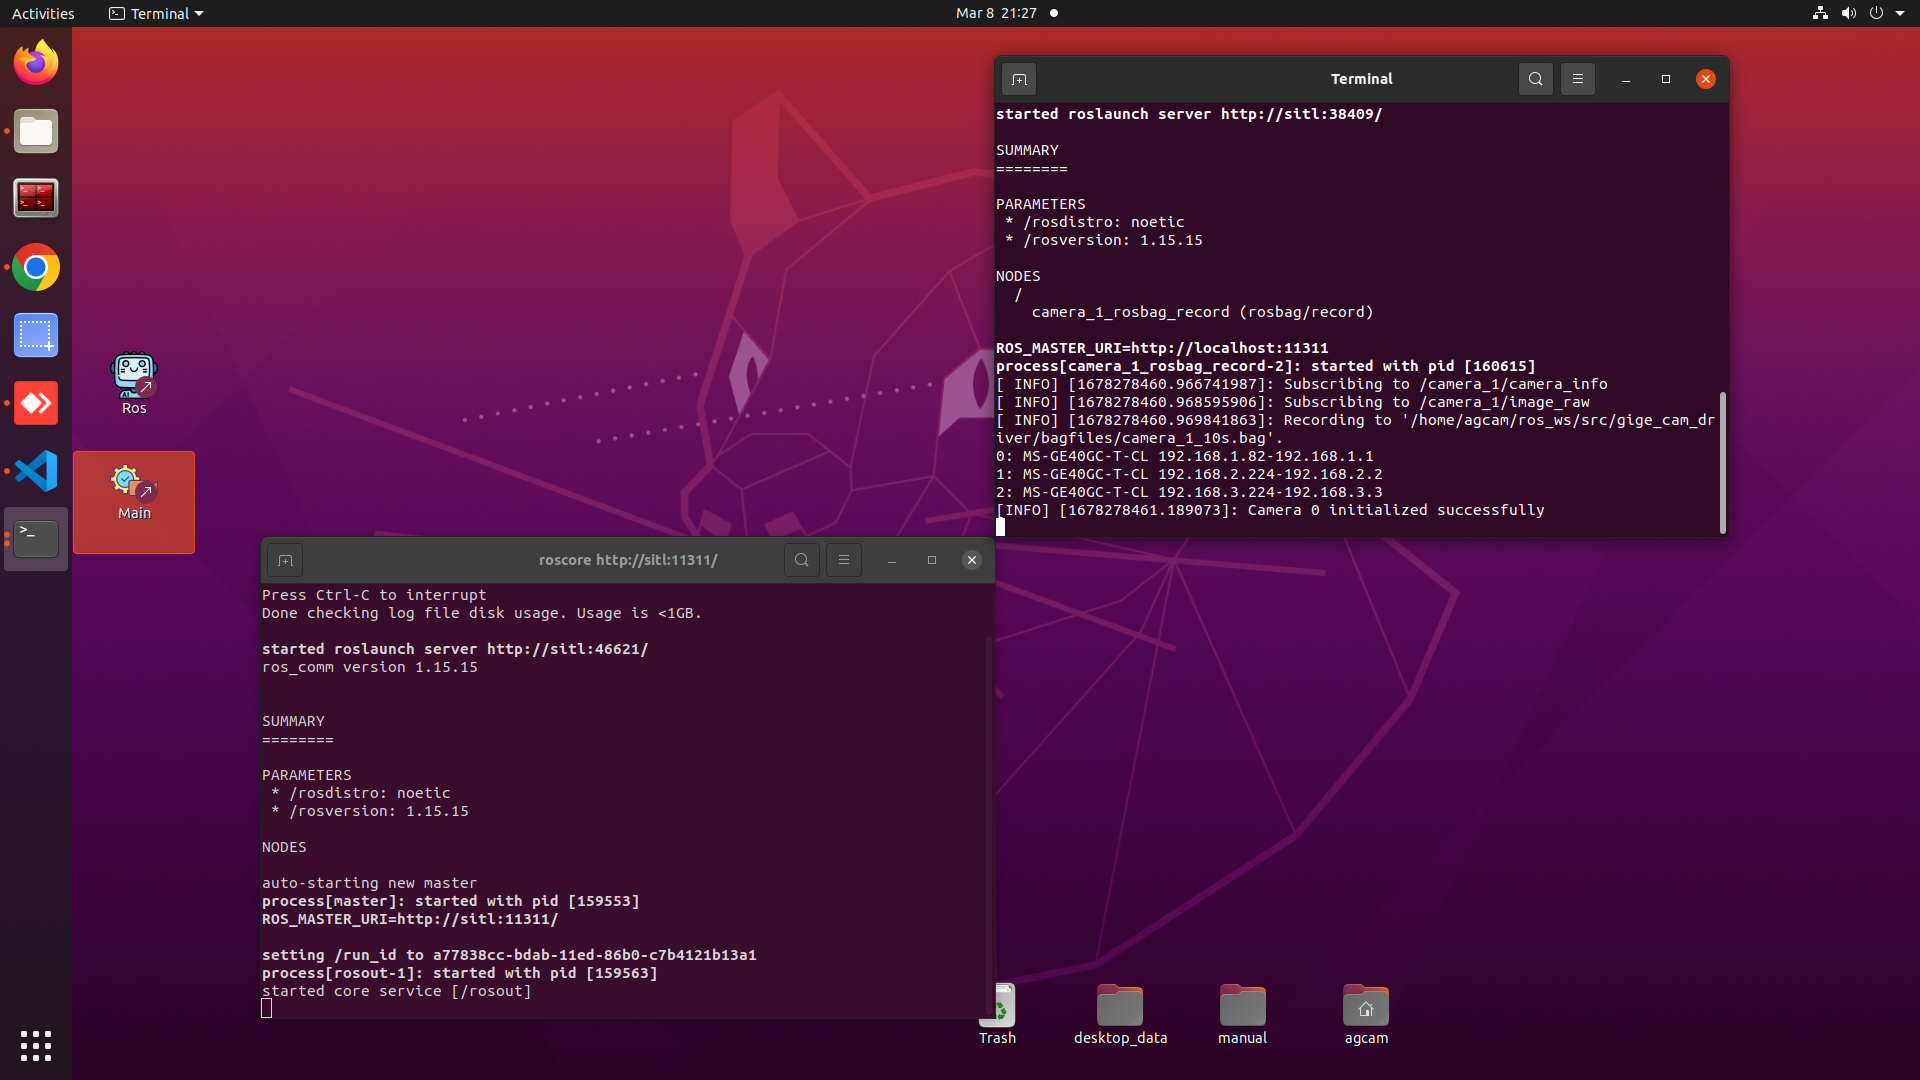 Activities
Terminal
Mar 8 21:27
Terminal
started roslaunch server http://sitl:38409/
SUMMARY
========
PARAMETERS
* /rosdistro: noetic
* /rosversion: 1.15.15
NODES
/
camera_1_rosbag_record (rosbag/record)
ROS_MASTER_URI=http://localhost:11311
process[camera_1_rosbag_record-2]: started with pid [160615]
[ INFO] [1678278460.966741987]: Subscribing to /camera_1/camera_info
[ INFO] [1678278460.968595906]: Subscribing to /camera_1/image_raw
[ INFO] [1678278460.969841863]: Recording to '/home/agcam/ros_ws/src/gige_cam_dr
iver/bagfiles/camera_1_10s.bag'.
0: MS-GE40GC-T-CL 192.168.1.82-192.168.1.1
1: MS-GE40GC-T-CL 192.168.2.224-192.168.2.2
2: MS-GE40GC-T-CL 192.168.3.224-192.168.3.3
[INFO] [1678278461.189073]: Camera 0 initialized successfully
Ros
Main
roscore http://sitl:11311/
Press Ctrl-C to interrupt
Done checking log file disk usage. Usage is <1GB.
started roslaunch server http://sitl:46621/
ros_comm version 1.15.15
SUMMARY
========
PARAMETERS
* /rosdistro: noetic
* /rosversion: 1.15.15
NODES
auto-starting new master
process[master]: started with pid [159553]
ROS_MASTER_URI=http://sitl:11311/
setting /run_id to a77838cc-bdab-11ed-86b0-c7b4121b13a1
process[rosout-1]: started with pid [159563]
started core service [/rosout]
Trash
desktop_data
manual
agcam